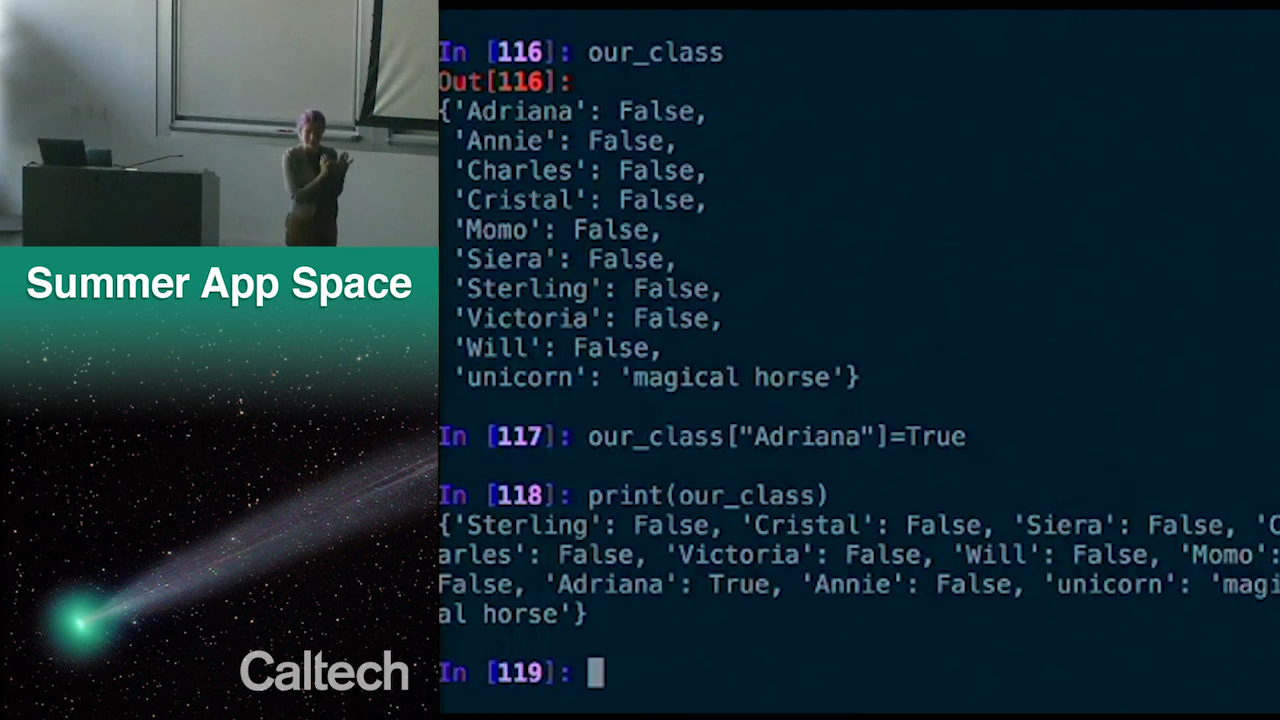 Summer App Space
Caltech
In [116]: our_class
Out[116]:
{'Adriana': False,
'Annie': False,
'Charles': False,
'Cristal': False,
'Momo': False,
'Siera': False,
'Sterling': False,
'Victoria': False,
'Will': False,
'unicorn': 'magical horse'}
In [117]: our_class["Adriana"]=True
In [118]: print(our_class)
{'Sterling': False, 'Cristal': False, 'Siera': False, 'C
arles': False, 'Victoria': False, 'Will': False, 'Momo':
False, 'Adriana': True, 'Annie': False, 'unicorn': 'magi
al horse'}
In [119]: